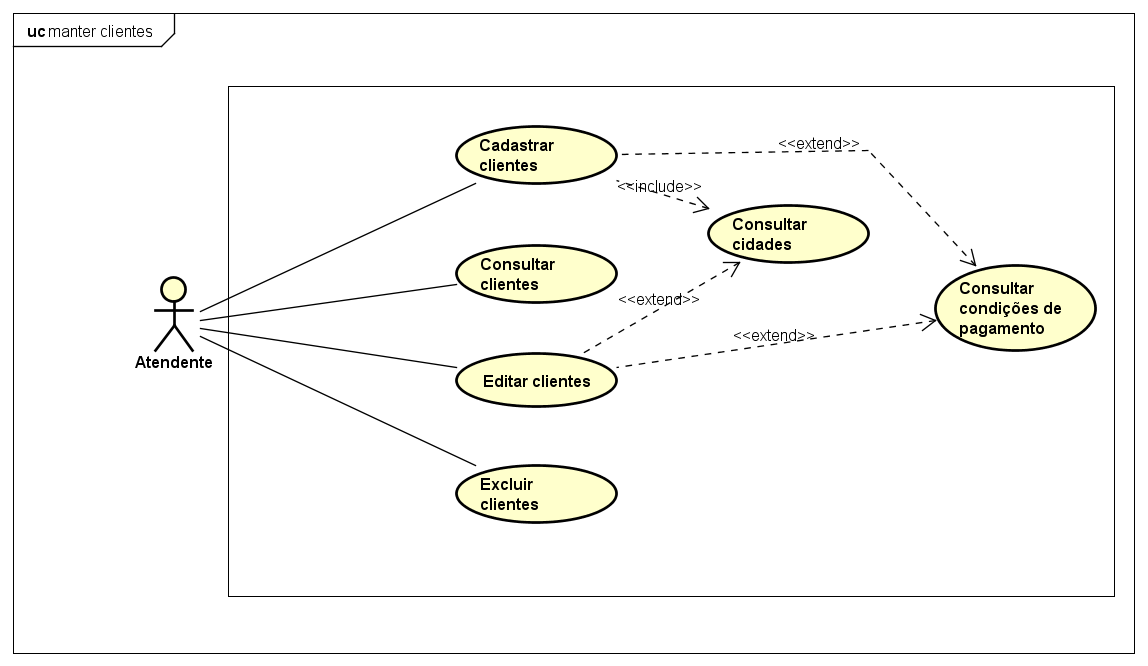 uc manter clientes
Cadastrar
clientes
<<extend>>
<<include>>
Consultar
cidades
Consultar
clientes
Consultar
condições de
pagamento
<<extend>>
<<extend>>
Atendente
Editar clientes
Excluir
clientes